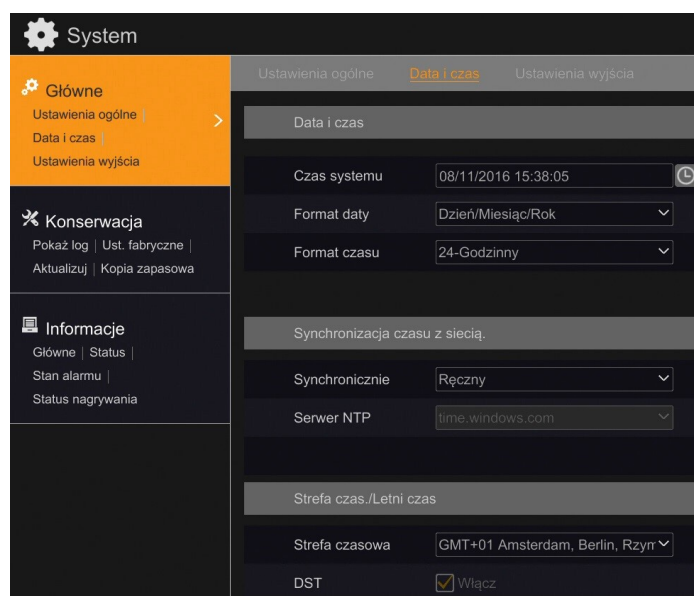 System
Główne
Ustawienia ogólne |
Data i czas |
Ustawienia wyjścia
Konserwacja
Pokaż log | Ust. fabryczne |
Aktualizuj | Kopia zapasowa
Informacje
Główne | Status |
Stan alarmu |
Status nagrywania
Ustawienia ogólne Data i czas Ustawienia wyjścia
Data i czas
Czas systemu 08/11/2016 15:38:05
Format daty Dzień/Miesiąc/Rok
Format czasu 24-Godzinny
Synchronizacja czasu z siecią.
Synchronicznie Ręczny
Serwer NTP time.windows.com
Strefa czas./Letni czas
Strefa czasowa GMT+01 Amsterdam, Berlin, Rzym
DST Włącz